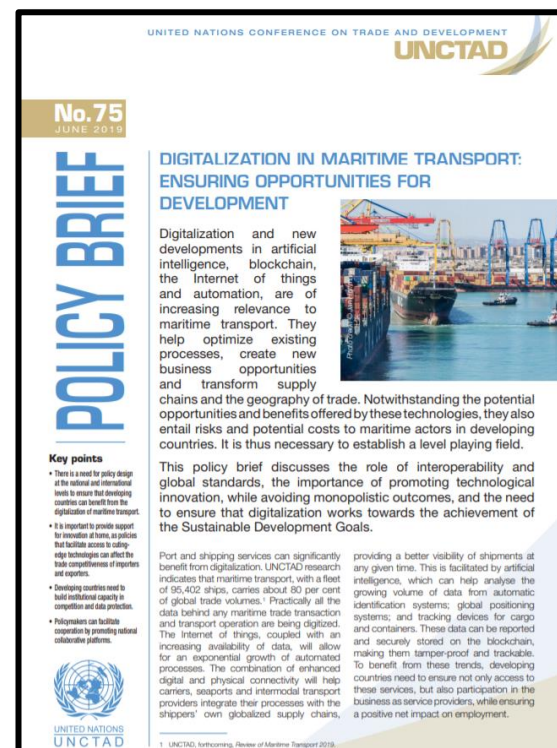 UNITED NATIONS CONFERENCE ON TRADE AND DEVELOPMENT
UNCTAD
No.75
JUNE 2019
POLICY BRIEF
DIGITALIZATION IN MARITIME TRANSPORT:
ENSURING OPPORTUNITIES FOR
DEVELOPMENT
Digitalization and new
developments in artificial
intelligence, blockchain,
the Internet of things
and automation, are of
increasing relevance to
maritime transport. They
help optimize existing
processes, create new
business opportunities
and transform supply
chains and the geography of trade. Notwithstanding the potential
opportunities and benefits offered by these technologies, they also
entail risks and potential costs to maritime actors in developing
countries. It is thus necessary to establish a level playing field.
This policy brief discusses the role of interoperability and
global standards, the importance of promoting technological
innovation, while avoiding monopolistic outcomes, and the need
to ensure that digitalization works towards the achievement of
the Sustainable Development Goals.
Key points
• There is a need for policy design
at the national and international
levels to ensure that developing
countries can benefit from the
digitalization of maritime transport.
• It is important to provide support
for innovation at home, as policies
that facilitate access to cutting-
edge technologies can affect the
trade competitiveness of importers
and exporters.
• Developing countries need to
build institutional capacity in
competition and data protection.
• Policymakers can facilitate
cooperation by promoting national
collaborative platforms.
UNITED NATIONS
UNCTAD
Port and shipping services can significantly
benefit from digitalization. UNCTAD research
indicates that maritime transport, with a fleet
of 95,402 ships, carries about 80 per cent
of global trade volumes.¹ Practically all the
data behind any maritime trade transaction
and transport operation are being digitized.
The Internet of things, coupled with an
increasing availability of data, will allow
for an exponential growth of automated
processes. The combination of enhanced
digital and physical connectivity will help
carriers, seaports and intermodal transport
providers integrate their processes with the
shippers' own globalized supply chains,
providing a better visibility of shipments at
any given time. This is facilitated by artificial
intelligence, which can help analyse the
growing volume of data from automatic
identification systems; global positioning
systems; and tracking devices for cargo
and containers. These data can be reported
and securely stored on the blockchain,
making them tamper-proof and trackable.
To benefit from these trends, developing
countries need to ensure not only access to
these services, but also participation in the
business as service providers, while ensuring
a positive net impact on employment.
1 UNCTAD, forthcoming, Review of Maritime Transport 2019.